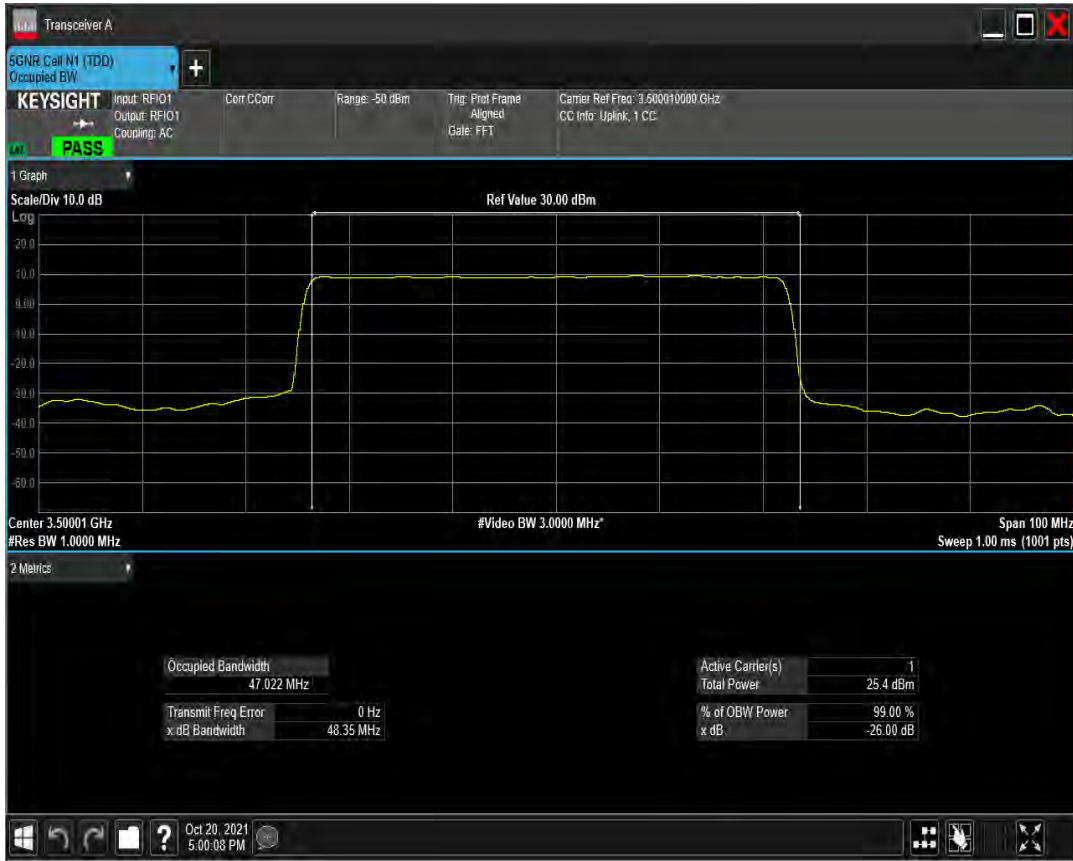 Transceiver A
5GNR Cell N1 (TDD)
Occupied BW
+
KEYSIGHT
Input: RFIO1
Output: RFIO1
Coupling: AC
Corr CCorr
Range: -50 dBm
Trig: Prot Frame
Aligned
Gate: FFT
Carrier Ref Freq: 3.500010000 GHz
CC Info: Uplink, 1 CC
PASS
1 Graph
Scale/Div 10.0 dB
Ref Value 30.00 dBm
Log
20.0
10.0
0.00
-10.0
-20.0
-30.0
-40.0
-50.0
-60.0
Center 3.50001 GHz
#Video BW 3.0000 MHz*
Span 100 MHz
#Res BW 1.0000 MHz
Sweep 1.00 ms (1001 pts)
2 Metrics
Occupied Bandwidth
47.022 MHz
Transmit Freq Error 0 Hz
x dB Bandwidth 48.35 MHz
Active Carrier(s) 1
Total Power 25.4 dBm
% of OBW Power 99.00 %
x dB -26.00 dB
?
Oct 20, 2021
5:00:08 PM